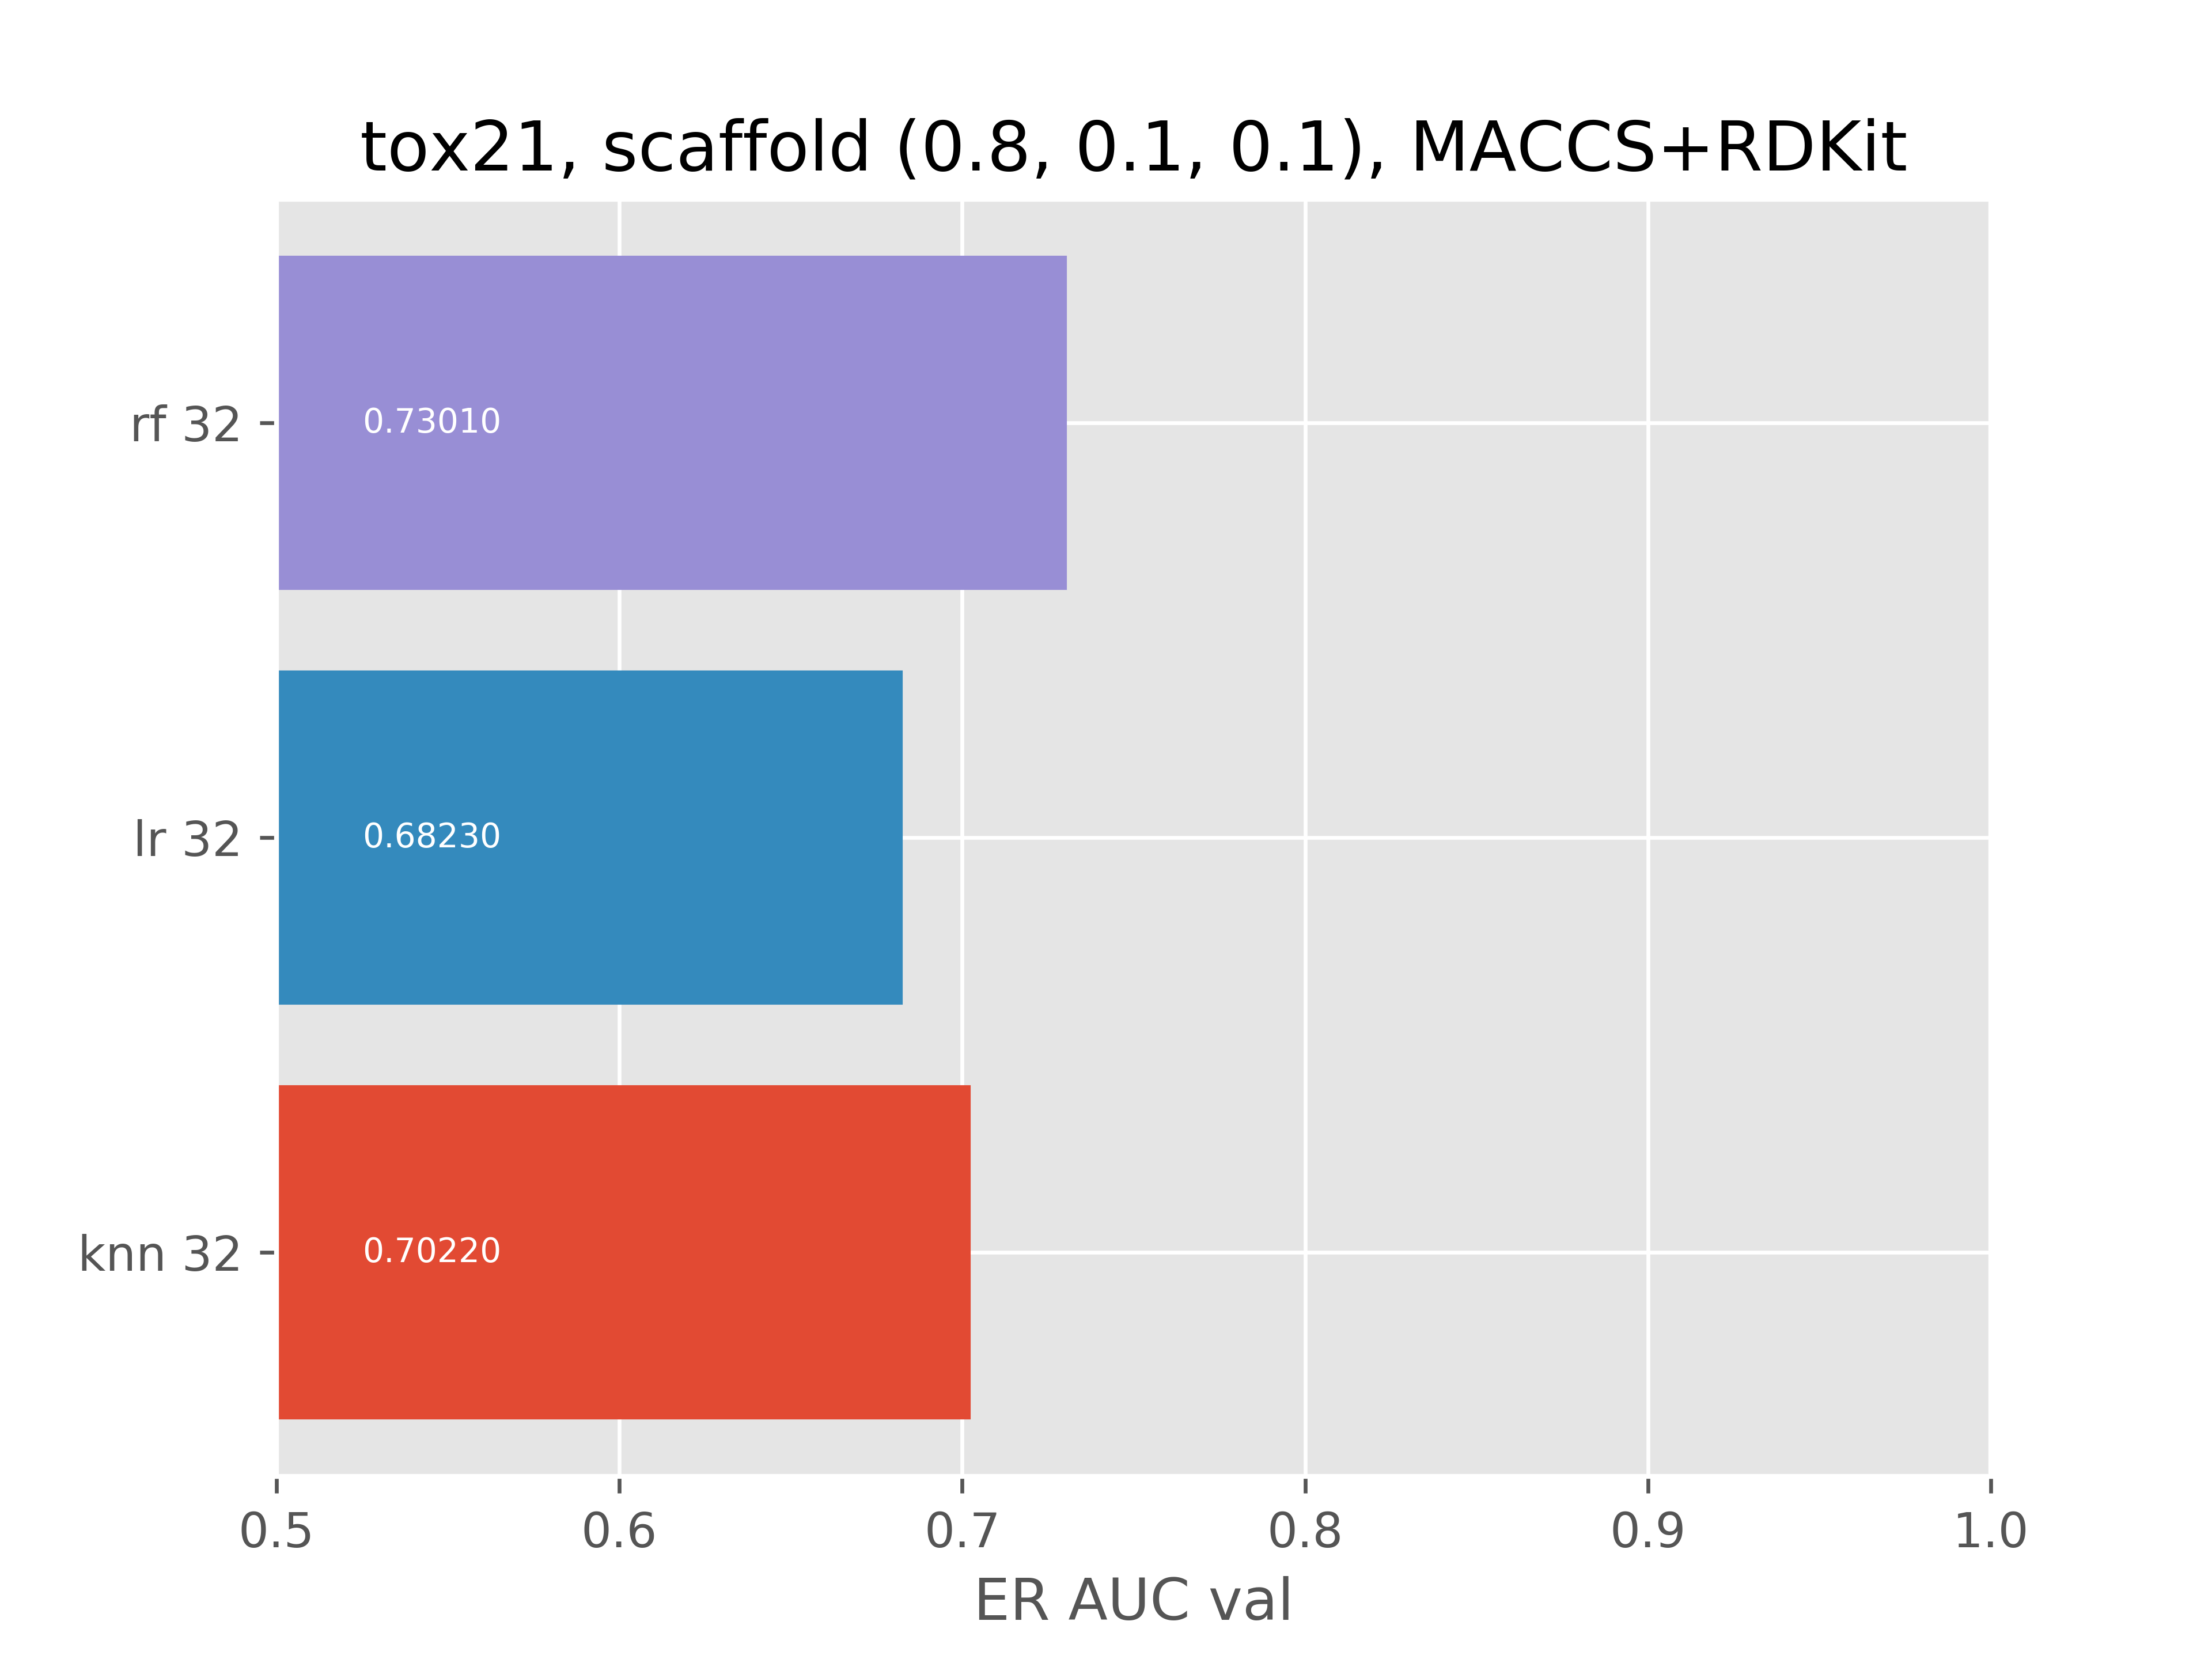 tox21, scaffold (0.8, 0.1, 0.1), MACCS+RDKit
rf 32
0.73010
lr 32
0.68230
knn 32
0.70220
0.5 0.6 0.7 0.8 0.9 1.0
ER AUC val